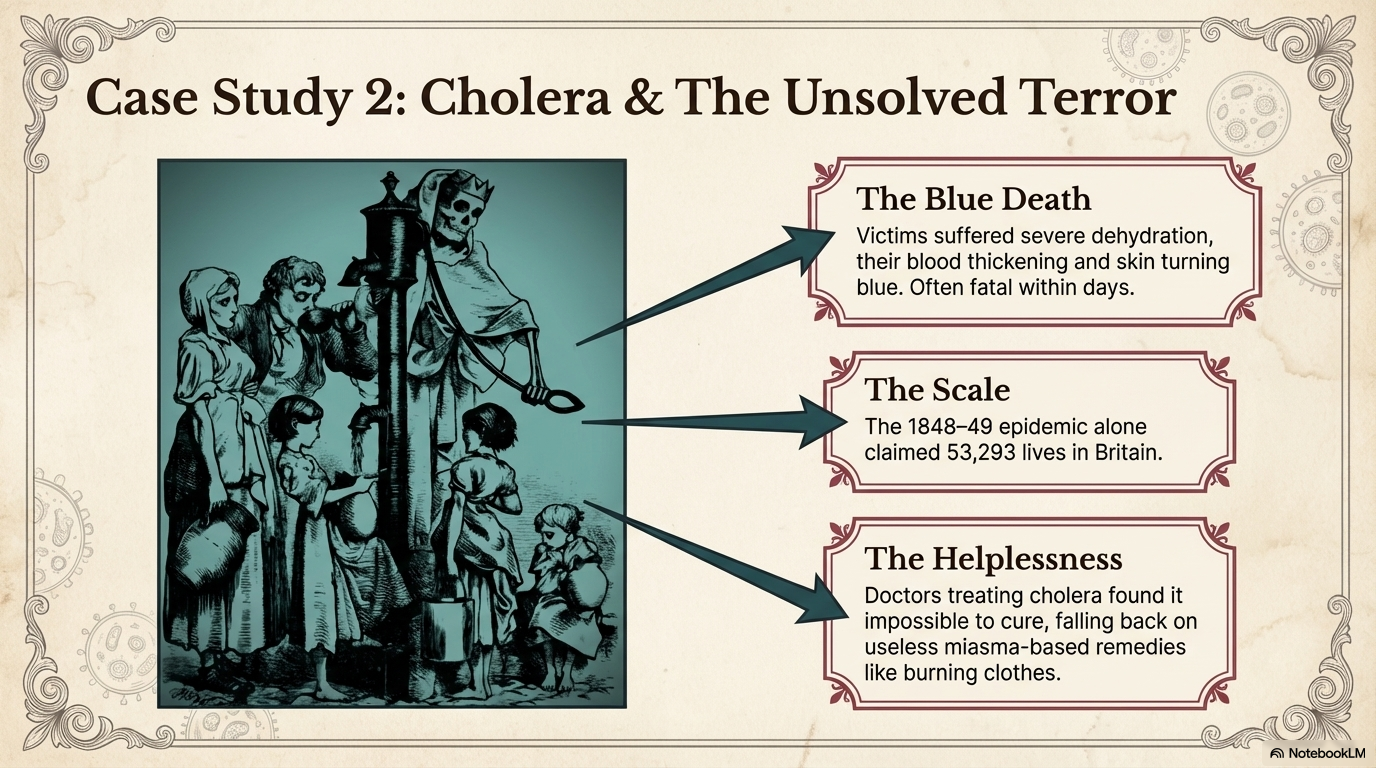 Case Study 2: Cholera & The Unsolved Terror
The Blue Death
Victims suffered severe dehydration,
their blood thickening and skin turning
blue. Often fatal within days.
The Scale
The 1848–49 epidemic alone
claimed 53,293 lives in Britain.
The Helplessness
Doctors treating cholera found it
impossible to cure, falling back on
useless miasma-based remedies
like burning clothes.
NotebookLM